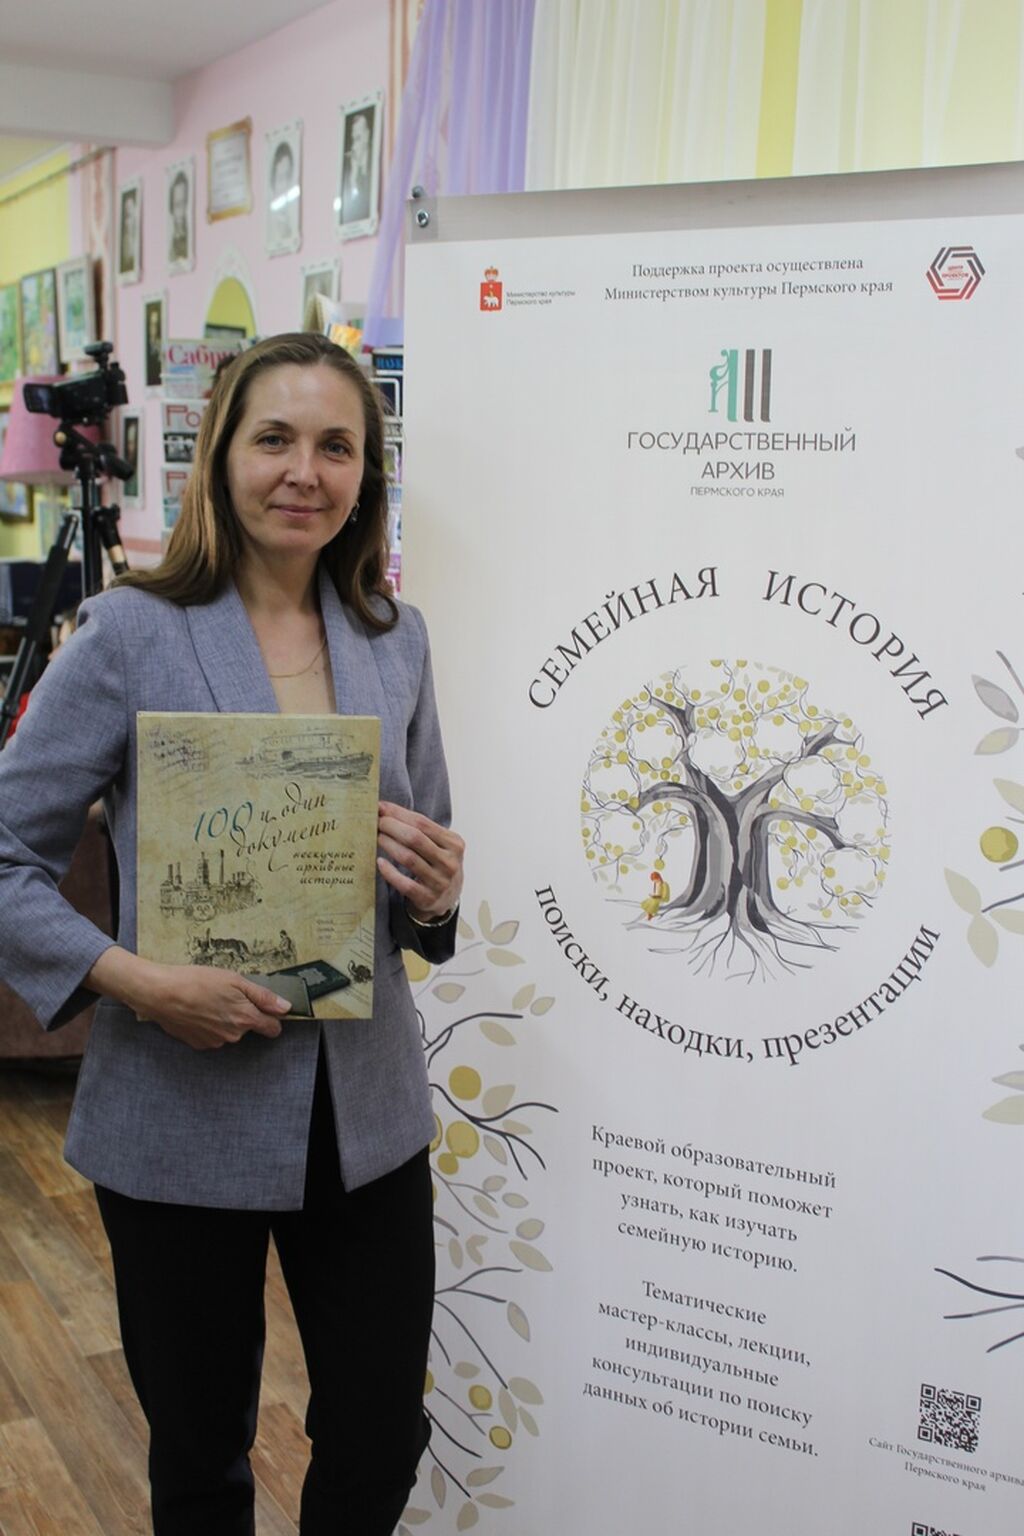 Поддержка проекта осуществлена
Министерством культуры Пермского края
Министерство культуры
Пермского края
ЦЕНТР
ПРОЕКТОВ
ГОСУДАРСТВЕННЫЙ
АРХИВ
ПЕРМСКОГО КРАЯ
СЕМЕЙНАЯ ИСТОРИЯ
поиски, находки, презентации
Краевой образовательный
проект, который поможет
узнать, как изучать
семейную историю.
Тематические
мастер-классы, лекции,
индивидуальные
консультации по поиску
данных об истории семьи.
Сайт Государственного архива
Пермского края
100 и один
документ
нескучные
архивные
истории